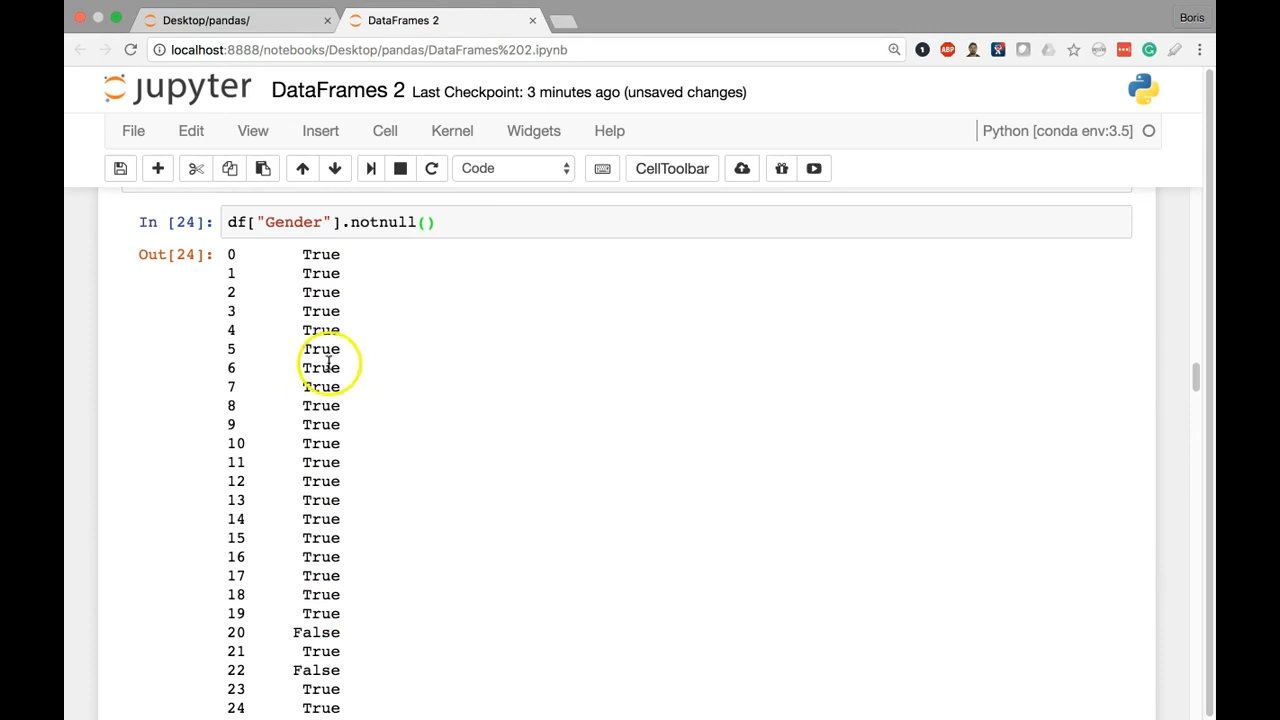 Desktop/pandas/
DataFrames 2
Boris
localhost:8888/notebooks/Desktop/pandas/DataFrames%202.ipynb
1
ABP
jupyter DataFrames 2 Last Checkpoint: 3 minutes ago (unsaved changes)
File Edit View Insert Cell Kernel Widgets Help Python [conda env:3.5]
Code CellToolbar
In [24]: df["Gender"].notnull()
Out[24]: 0 True
1 True
2 True
3 True
4 True
5 True
6 True
7 True
8 True
9 True
10 True
11 True
12 True
13 True
14 True
15 True
16 True
17 True
18 True
19 True
20 False
21 True
22 False
23 True
24 True